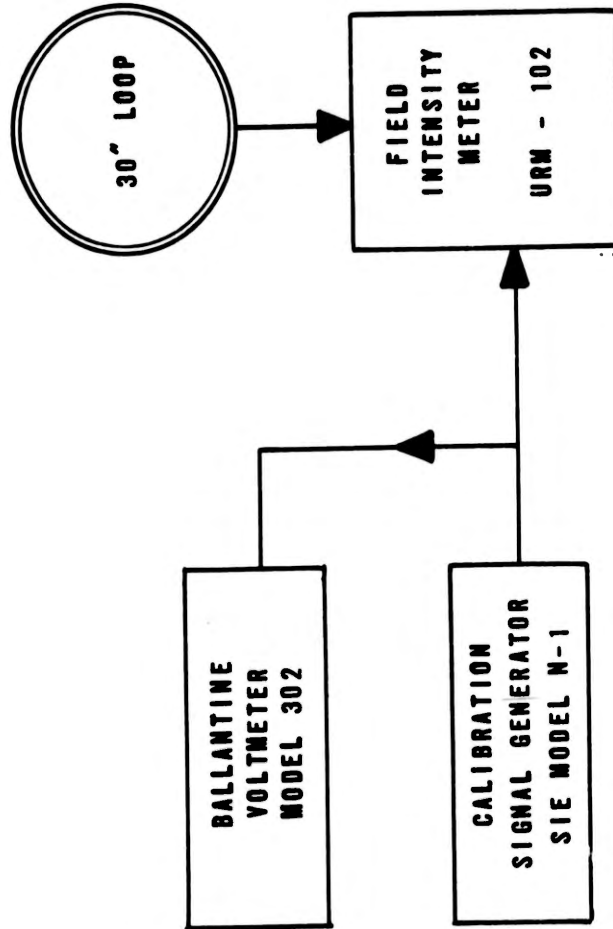 30" LOOP
FIELD
INTENSITY
METER
URM - 102
BALLANTINE
VOLTMETER
MODEL 302
CALIBRATION
SIGNAL GENERATOR
SIE MODEL N-1